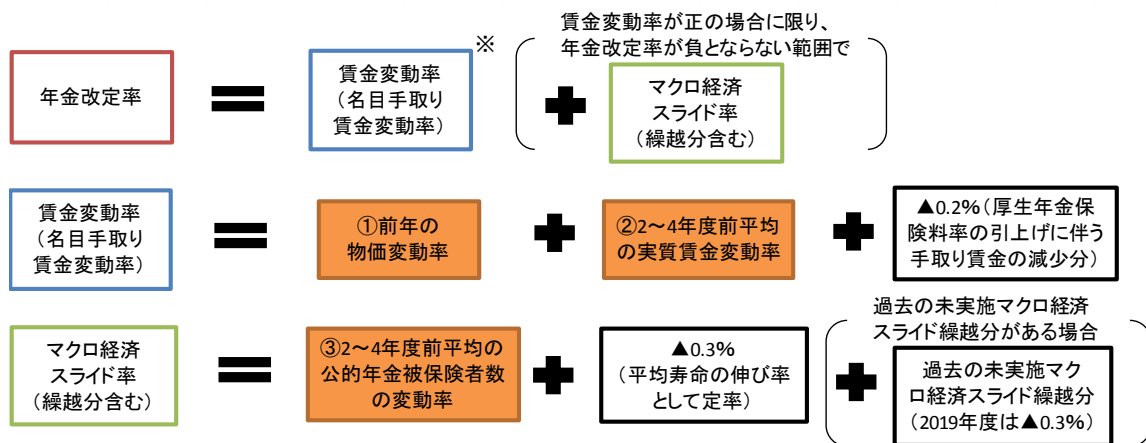 賃金変動率が正の場合に限り、
年金改定率が負とならない範囲で
年金改定率
賃金変動率
(名目手取り
賃金変動率)
※
マクロ経済
スライド率
(繰越分含む)
賃金変動率
(名目手取り
賃金変動率)
①前年の
物価変動率
②2~4年度前平均
の実質賃金変動率
▲0.2%(厚生年金保
険料率の引上げに伴う
手取り賃金の減少分)
過去の未実施マクロ経済
スライド繰越分がある場合
マクロ経済
スライド率
(繰越分含む)
③2~4年度前平均の
公的年金被保険者数
の変動率
▲0.3%
(平均寿命の伸び率
として定率)
過去の未実施マク
ロ経済スライド繰越分
(2019年度は▲0.3%)